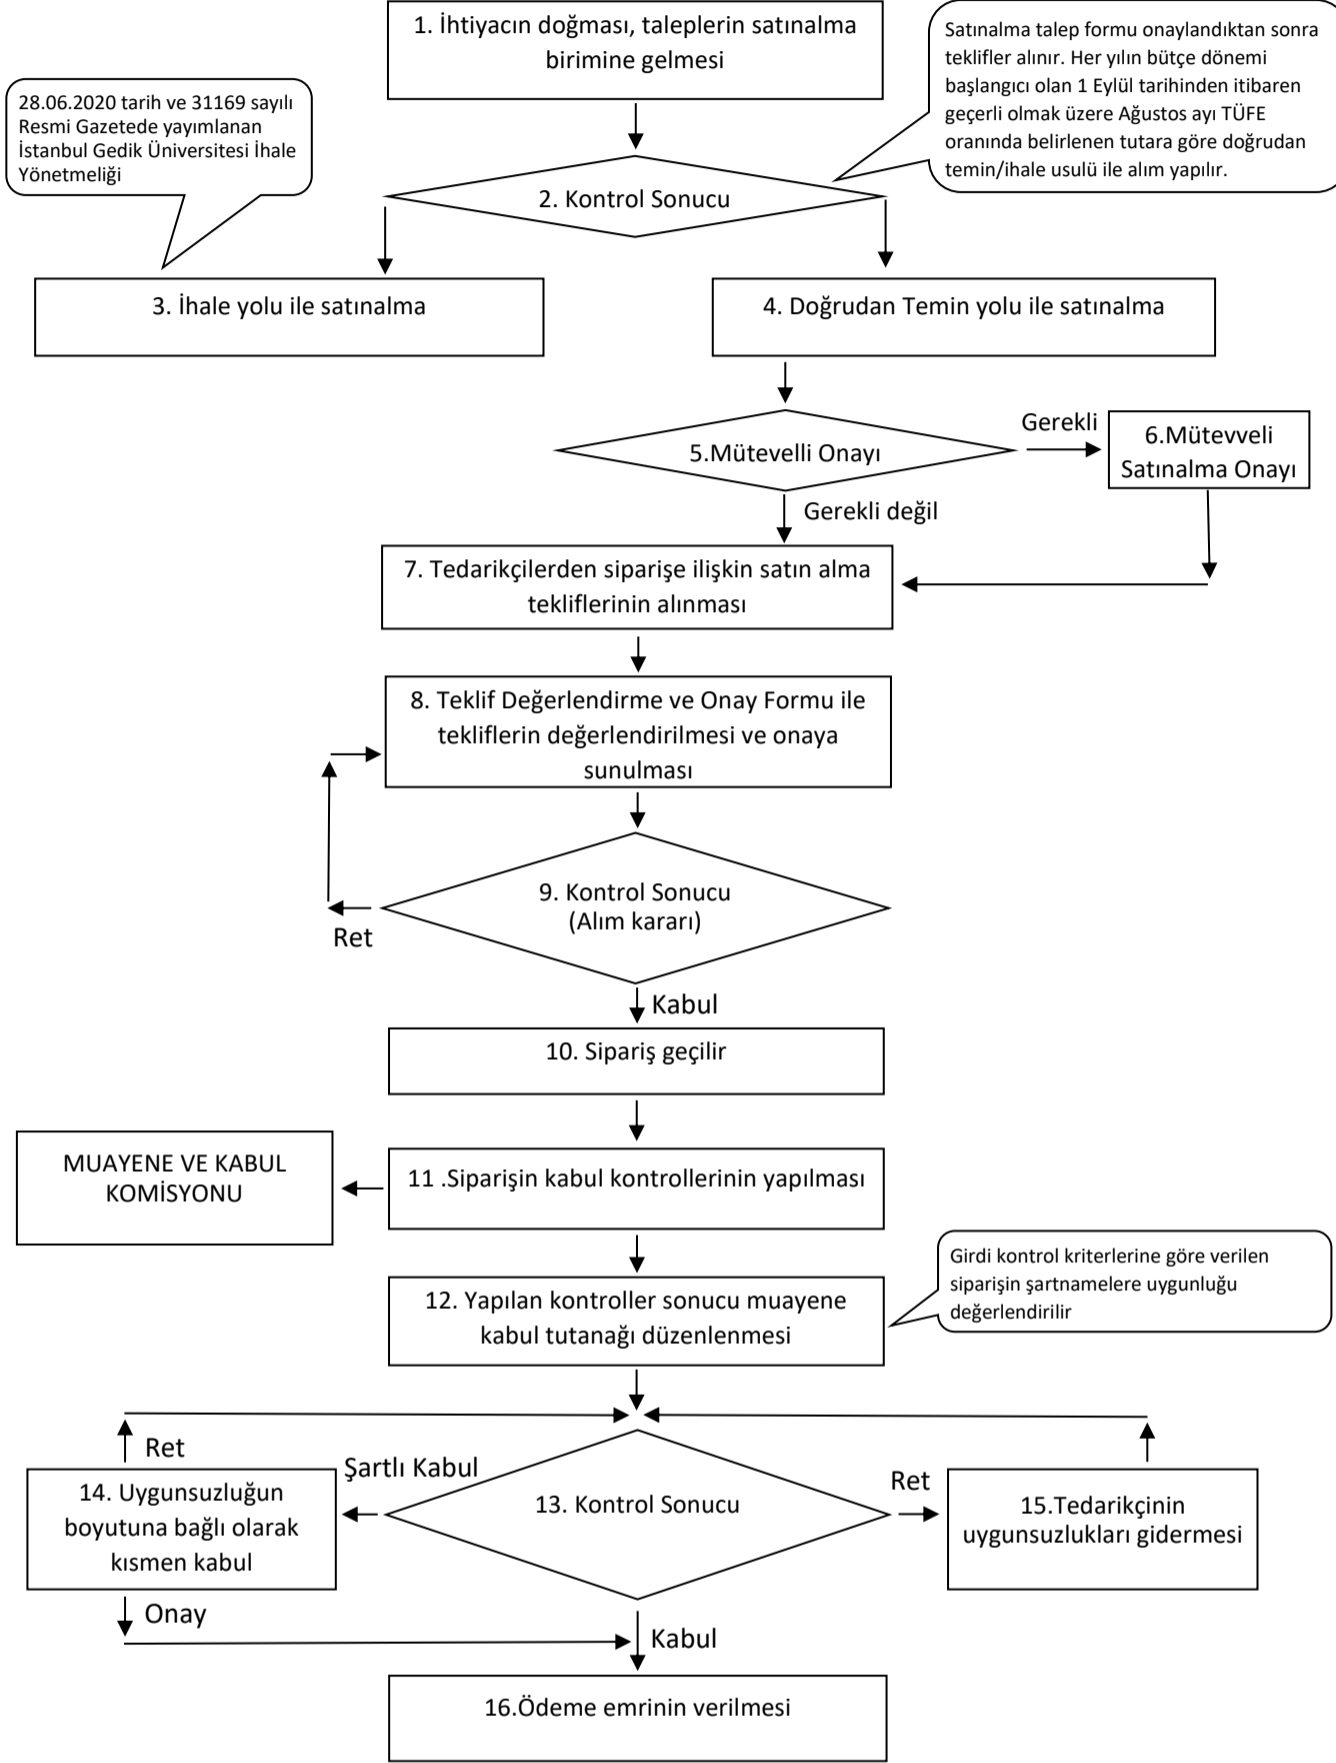 1. İhtiyacın doğması, taleplerin satınalma
birimine gelmesi
Satınalma talep formu onaylandıktan sonra
teklifler alınır. Her yılın bütçe dönemi
başlangıcı olan 1 Eylül tarihinden itibaren
geçerli olmak üzere Ağustos ayı TÜFE
oranında belirlenen tutara göre doğrudan
temin/ihale usulü ile alım yapılır.
28.06.2020 tarih ve 31169 sayılı
Resmi Gazetede yayımlanan
İstanbul Gedik Üniversitesi İhale
Yönetmeliği
2. Kontrol Sonucu
3. İhale yolu ile satınalma
4. Doğrudan Temin yolu ile satınalma
5.Mütevelli Onayı
Gerekli
6.Mütevveli
Satınalma Onayı
Gerekli değil
7. Tedarikçilerden siparişe ilişkin satın alma
tekliflerinin alınması
8. Teklif Değerlendirme ve Onay Formu ile
tekliflerin değerlendirilmesi ve onaya
sunulması
9. Kontrol Sonucu
(Alım kararı)
Ret
Kabul
10. Sipariş geçilir
11 .Siparişin kabul kontrollerinin yapılması
MUAYENE VE KABUL
KOMİSYONU
12. Yapılan kontroller sonucu muayene
kabul tutanağı düzenlenmesi
Girdi kontrol kriterlerine göre verilen
siparişin şartnamelere uygunluğu
değerlendirilir
Ret
Şartlı Kabul
13. Kontrol Sonucu
Ret
14. Uygunsuzluğun
boyutuna bağlı olarak
kısmen kabul
15.Tedarikçinin
uygunsuzlukları gidermesi
Onay
Kabul
16.Ödeme emrinin verilmesi